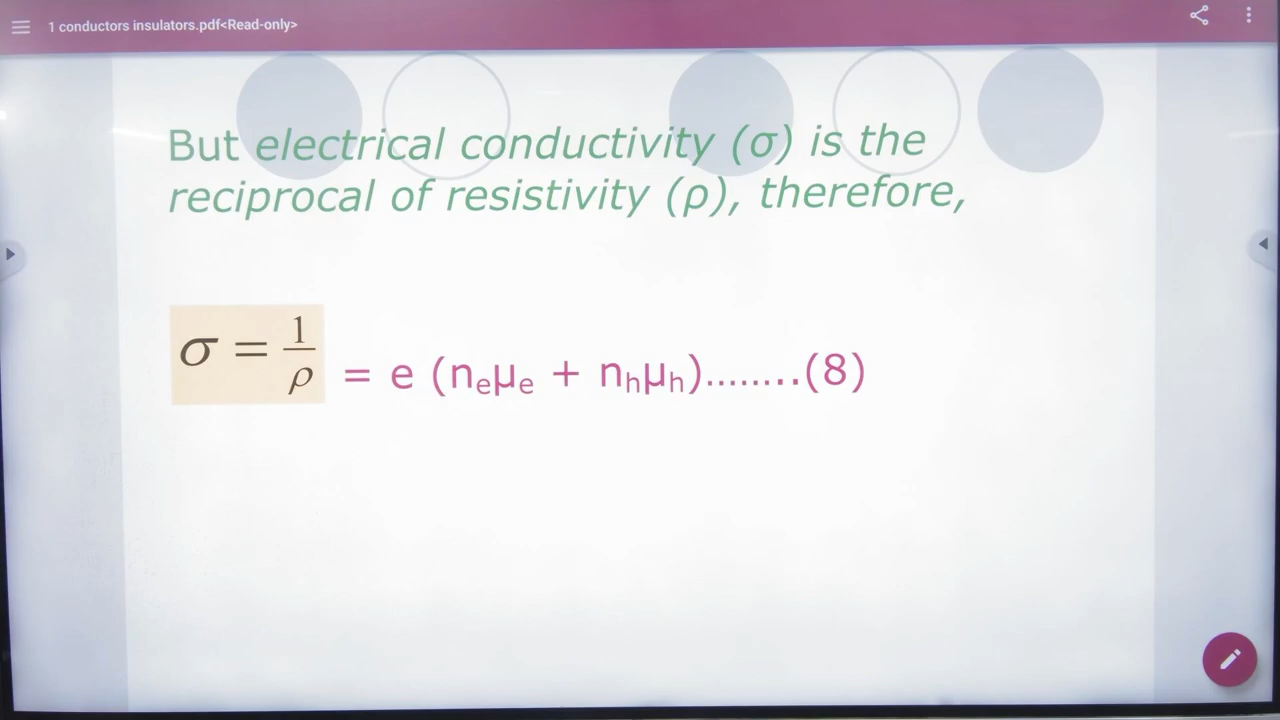 1 conductors insulators.pdf<Read-only>
But electrical conductivity (σ) is the
reciprocal of resistivity (ρ), therefore,
σ = 1/ρ = e (nₑμₑ + nₕμₕ)........(8)